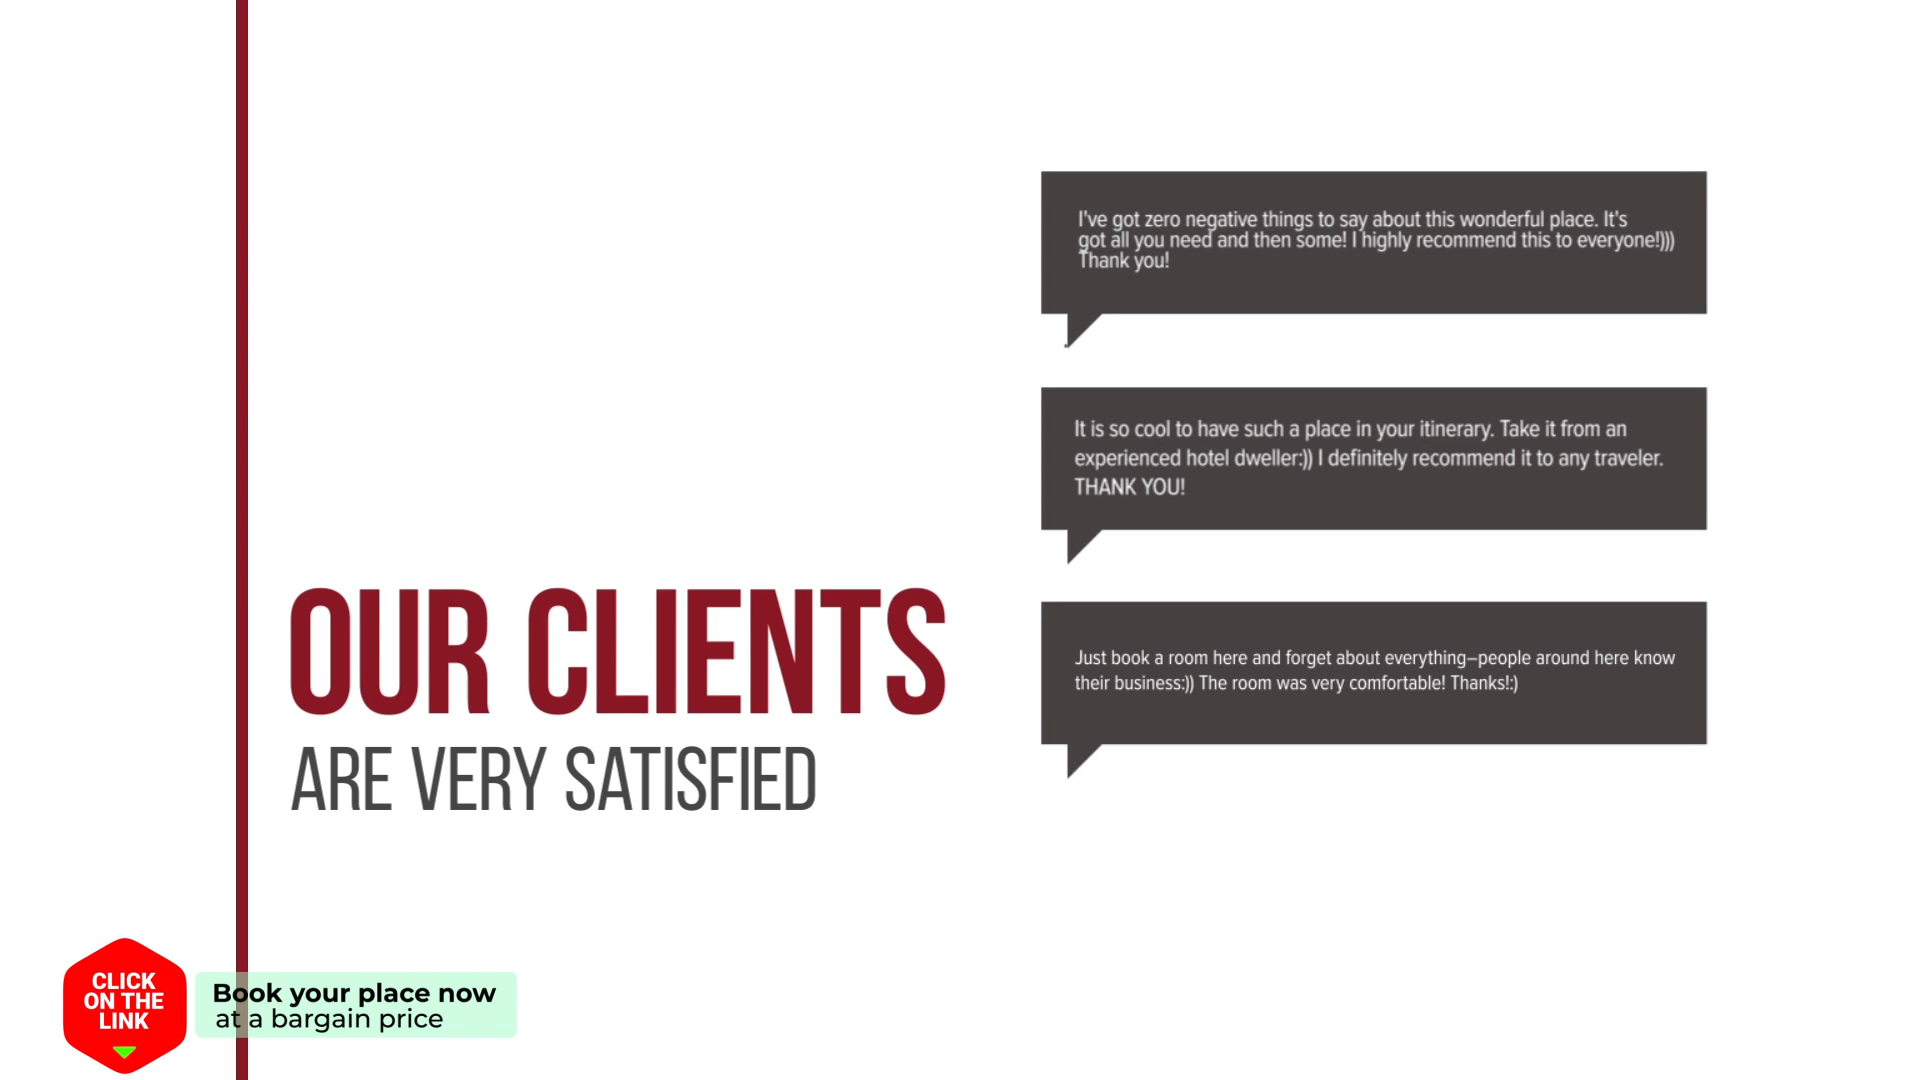 I've got zero negative things to say about this wonderful place. It's
got all you need and then some! I highly recommend this to everyone!)))
Thank you!
It is so cool to have such a place in your itinerary. Take it from an
experienced hotel dweller:)) I definitely recommend it to any traveler.
THANK YOU!
Just book a room here and forget about everything–people around here know
their business:)) The room was very comfortable! Thanks!:)
OUR CLIENTS
ARE VERY SATISFIED
CLICK
ON THE
LINK
Book your place now
at a bargain price